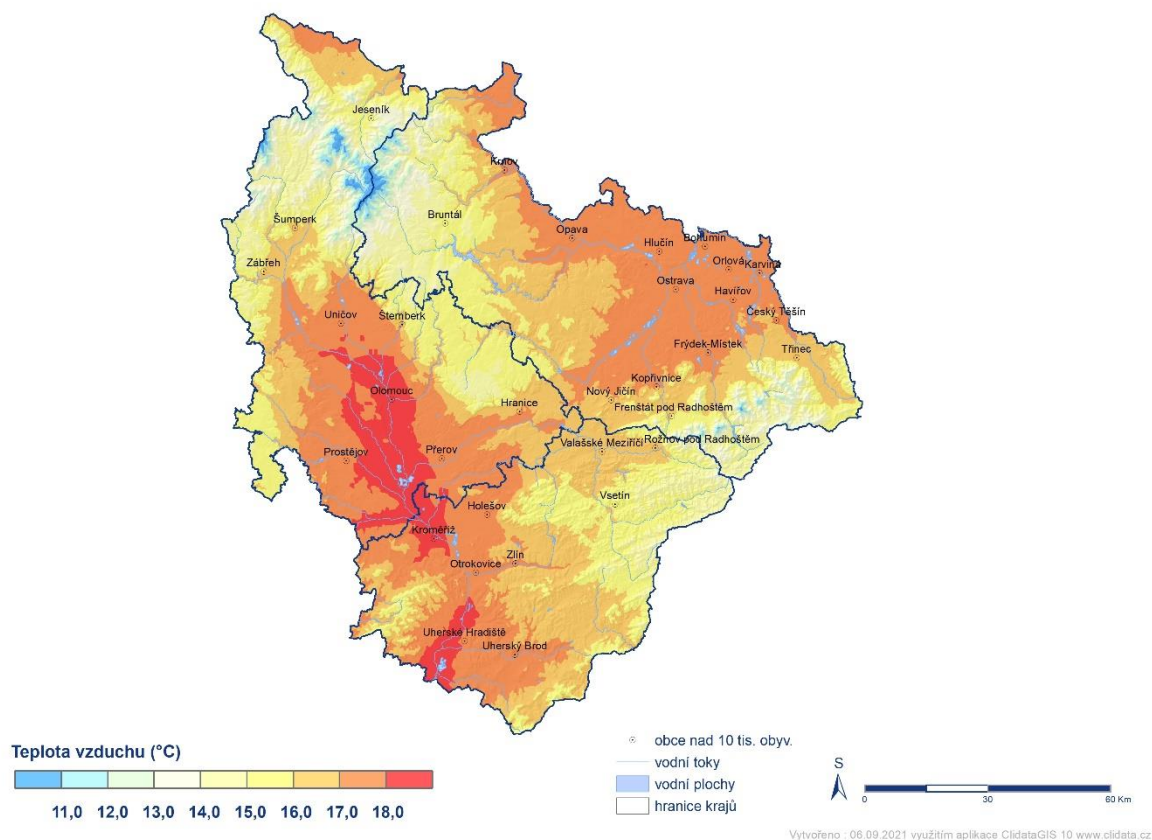 Jeseník
Krnov
Bruntál
Šumperk
Opava
Hlučín
Bohumín
Zábřeh
Orlová
Karviná
Ostrava
Havířov
Uničov
Šternberk
Český Těšín
Frýdek-Místek
Třinec
Olomouc
Kopřivnice
Nový Jičín
Hranice
Frenštát pod Radhoštěm
Valašské Meziříčí
Rožnov pod Radhoštěm
Prostějov
Přerov
Vsetín
Holešov
Kroměříž
Zlín
Otrokovice
Uherské Hradiště
Uherský Brod
Teplota vzduchu (°C)
11,0 12,0 13,0 14,0 15,0 16,0 17,0 18,0
obce nad 10 tis. obyv.
vodní toky
vodní plochy
hranice krajů
S
0 30 60 Km
Vytvořeno : 06.09.2021 využitím aplikace ClidataGIS 10 www.clidata.cz